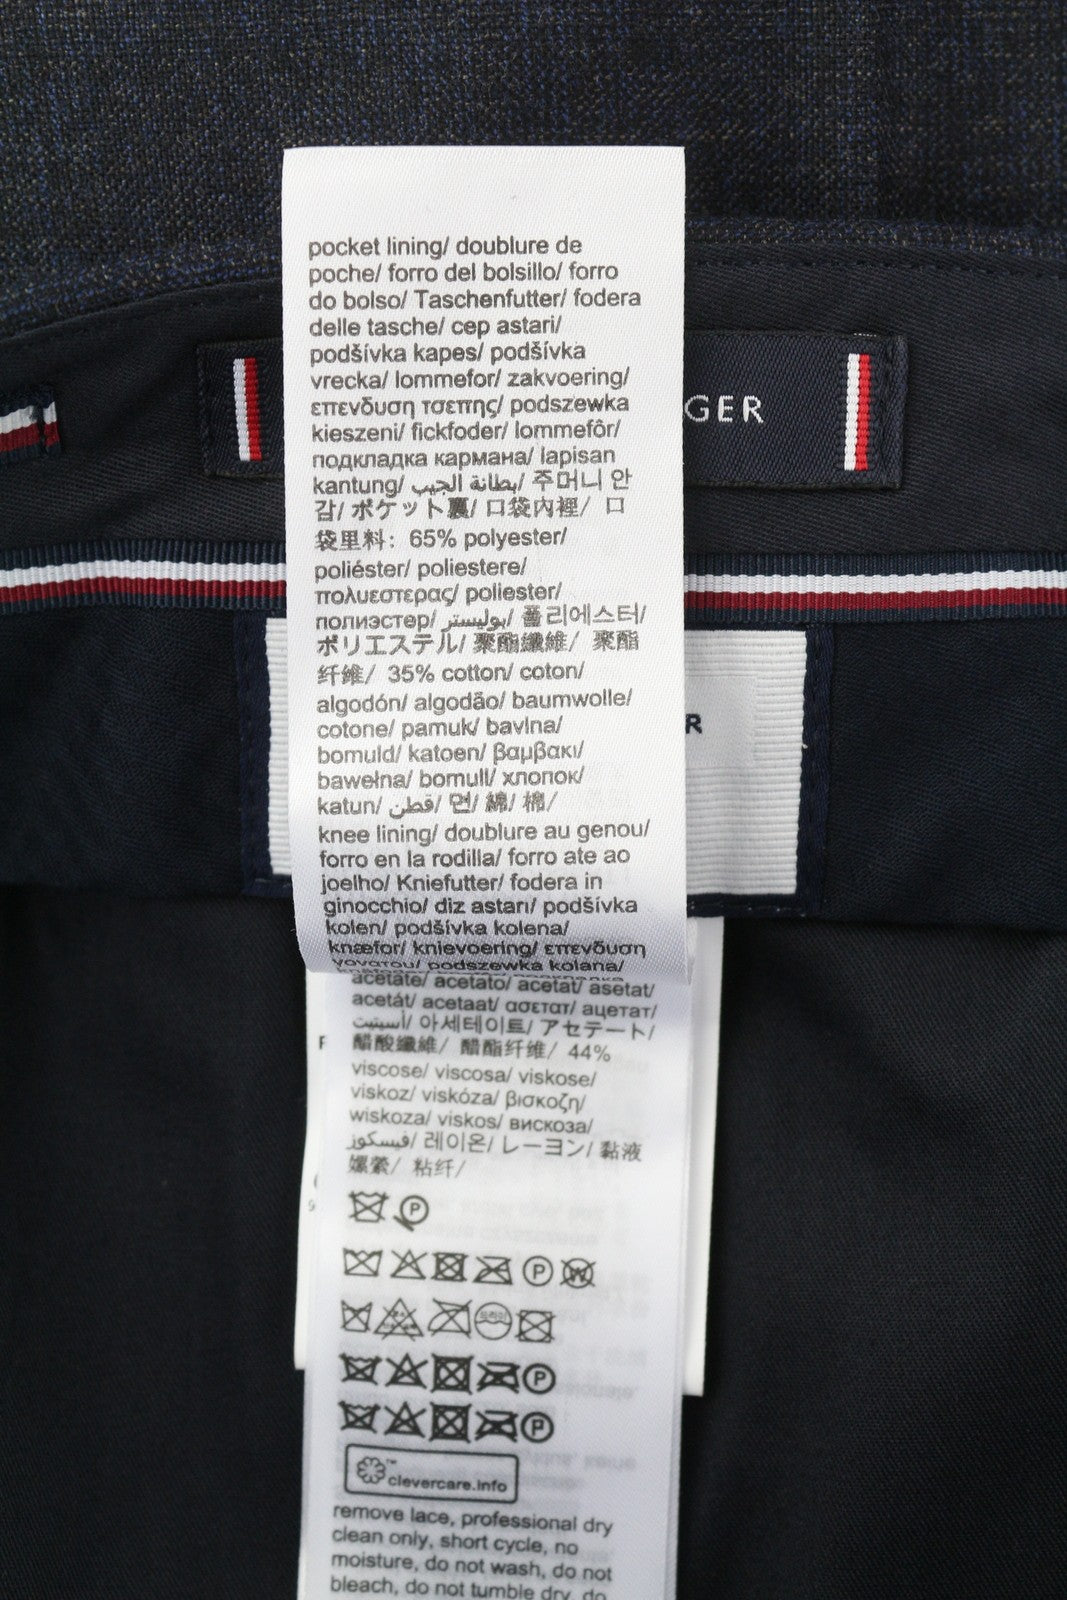 pocket lining/ doublure de
poche/ forro del bolsillo/ forro
do bolso/ Taschenfutter/ fodera
delle tasche/ cep astari/
podšívka kapes/ podšívka
vrecka/ lommefor/ zakvoering/
επενδυση τσεπης/ podszewka
kieszeni/ fickfoder/ lommefôr/
подкладка кармана/ lapisan
kantung/ بطانة الجيب/ 주머니 안
감/ ポケット裏/ 口袋內裡/ 口
袋里料: 65% polyester/
poliéster/ poliestere/
πολυεστερας/ poliester/
полиэстер/ بوليستر/ 폴리에스터/
ポリエステル/ 聚酯纖維/ 聚酯
纤维/ 35% cotton/ coton/
algodón/ algodão/ baumwolle/
cotone/ pamuk/ bavlna/
bomuld/ katoen/ βαμβακι/
bawełna/ bomull/ хлопок/
katun/ قطن/ 면/ 綿/ 棉/
knee lining/ doublure au genou/
forro en la rodilla/ forro ate ao
joelho/ Kniefutter/ fodera in
ginocchio/ diz astarı/ podšívka
kolen/ podšívka kolena/
knæfor/ knievoering/ επενδυση
γονατου/ podszewka kolana/
GER
R
acétate/ acetato/ acetat/ asetat/
acetát/ acetaat/ ασετατ/ ацетат/
أسيتيت/ 아세테이트/ アセテート/
醋酸纖維/ 醋酯纤维/ 44%
viscose/ viscosa/ viskose/
viskoz/ viskóza/ βισκοζη/
wiskoza/ viskos/ вискоза/
فيسكوز/ 레이온/ レーヨン/ 黏液
嫘縈/ 粘纤/
P
P W
드라이
P
P
™ clevercare.info
remove lace, professional dry
clean only, short cycle, no
moisture, do not wash, do not
bleach, do not tumble dry, do